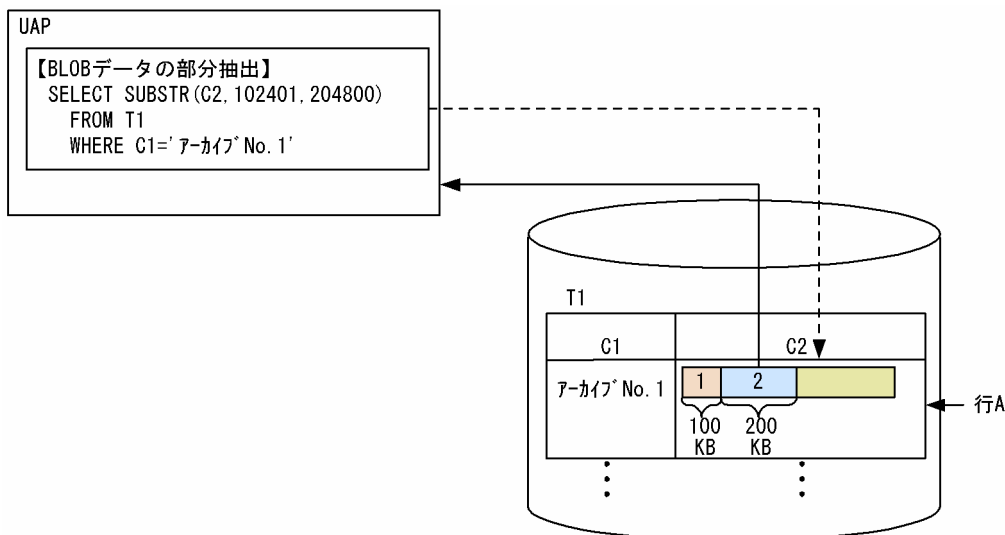 UAP
【BLOBデータの部分抽出】
SELECT SUBSTR(C2,102401,204800)
FROM T1
WHERE C1='ｱｰｶｲﾌﾞNo.1'
T1
C1 C2
ｱｰｶｲﾌﾞNo.1 1 2
行A
100 200
KB KB